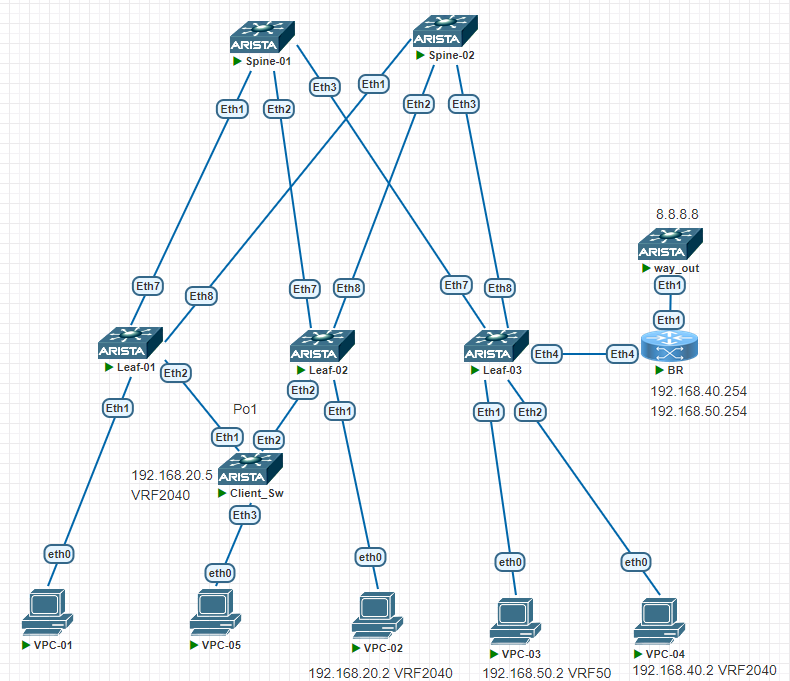 ARISTA
Spine-01
ARISTA
Spine-02
Eth3
Eth1
Eth1
Eth2
Eth2
Eth3
8.8.8.8
ARISTA
way_out
Eth1
Eth7
Eth8
Eth7
Eth8
Eth7
Eth8
Eth1
ARISTA
Leaf-01
ARISTA
Leaf-02
ARISTA
Leaf-03
Eth4
Eth4
BR
192.168.40.254
192.168.50.254
Eth2
Eth2
Eth1
Po1
Eth1
Eth1
Eth2
Eth1
Eth2
ARISTA
Client_Sw
192.168.20.5
VRF2040
Eth3
eth0
eth0
eth0
eth0
eth0
VPC-01
VPC-05
VPC-02
VPC-03
VPC-04
192.168.20.2 VRF2040
192.168.50.2 VRF50
192.168.40.2 VRF2040